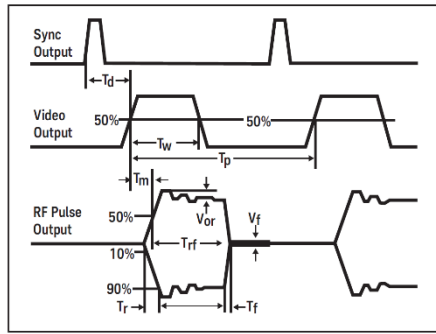 Sync
Output
Td
Video
Output
50%
50%
Tw
Tp
Tm
RF Pulse
Output
50%
10%
90%
Vor
Vf
Trf
Tr
Tf